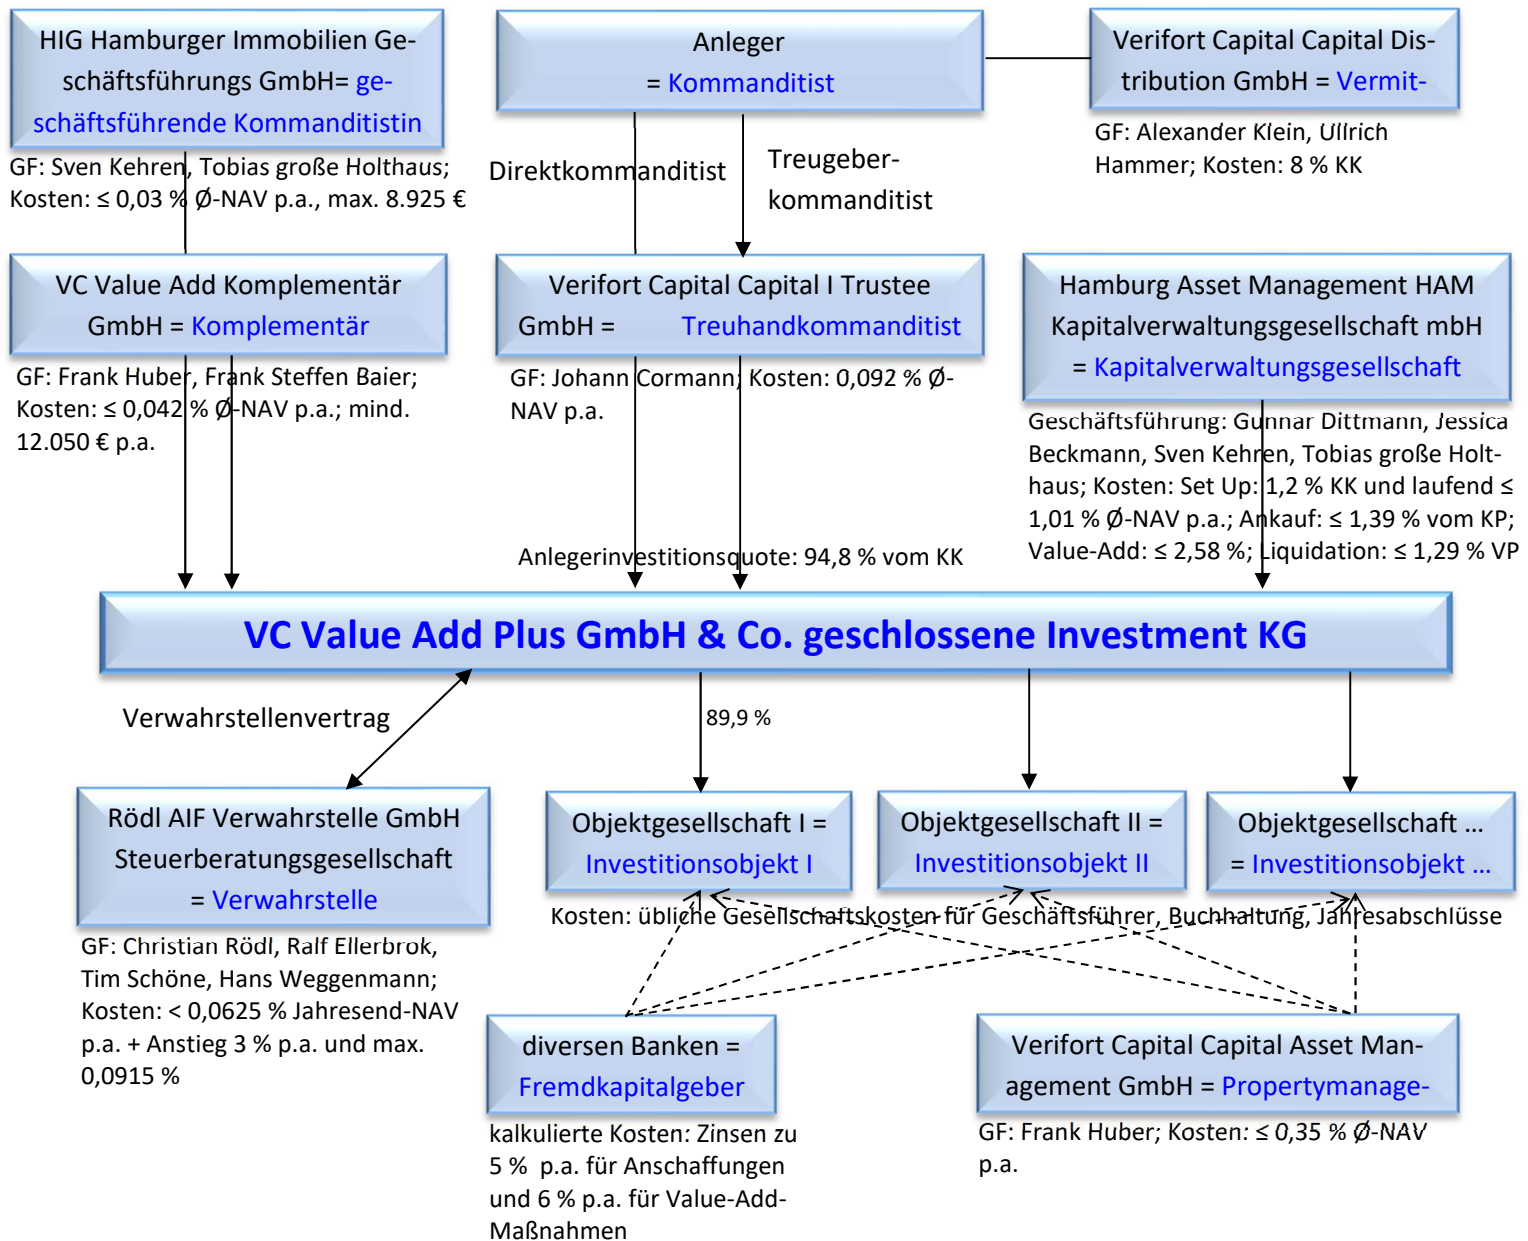 HIG Hamburger Immobilien Ge-
schäftsführungs GmbH= ge-
schäftsführende Kommanditistin
GF: Sven Kehren, Tobias große Holthaus;
Kosten: ≤ 0,03 % Ø-NAV p.a., max. 8.925 €
Anleger
= Kommanditist
Verifort Capital Capital Dis-
tribution GmbH = Vermit-
GF: Alexander Klein, Ullrich
Hammer; Kosten: 8 % KK
Direktkommanditist
Treugeber-
kommanditist
VC Value Add Komplementär
GmbH = Komplementär
GF: Frank Huber, Frank Steffen Baier;
Kosten: ≤ 0,042 % Ø-NAV p.a.; mind.
12.050 € p.a.
Verifort Capital Capital I Trustee
GmbH = Treuhandkommanditist
GF: Johann Cormann; Kosten: 0,092 % Ø-
NAV p.a.
Hamburg Asset Management HAM
Kapitalverwaltungsgesellschaft mbH
= Kapitalverwaltungsgesellschaft
Geschäftsführung: Gunnar Dittmann, Jessica
Beckmann, Sven Kehren, Tobias große Holt-
haus; Kosten: Set Up: 1,2 % KK und laufend ≤
1,01 % Ø-NAV p.a.; Ankauf: ≤ 1,39 % vom KP;
Value-Add: ≤ 2,58 %; Liquidation: ≤ 1,29 % VP
Anlegerinvestitionsquote: 94,8 % vom KK
VC Value Add Plus GmbH & Co. geschlossene Investment KG
Verwahrstellenvertrag
89,9 %
Rödl AIF Verwahrstelle GmbH
Steuerberatungsgesellschaft
= Verwahrstelle
GF: Christian Rödl, Ralf Ellerbrok,
Tim Schöne, Hans Weggenmann;
Kosten: < 0,0625 % Jahresend-NAV
p.a. + Anstieg 3 % p.a. und max.
0,0915 %
Objektgesellschaft I =
Investitionsobjekt I
Objektgesellschaft II =
Investitionsobjekt II
Objektgesellschaft ...
= Investitionsobjekt ...
Kosten: übliche Gesellschaftskosten für Geschäftsführer, Buchhaltung, Jahresabschlüsse
diversen Banken =
Fremdkapitalgeber
kalkulierte Kosten: Zinsen zu
5 % p.a. für Anschaffungen
und 6 % p.a. für Value-Add-
Maßnahmen
Verifort Capital Capital Asset Man-
agement GmbH = Propertymanage-
GF: Frank Huber; Kosten: ≤ 0,35 % Ø-NAV
p.a.